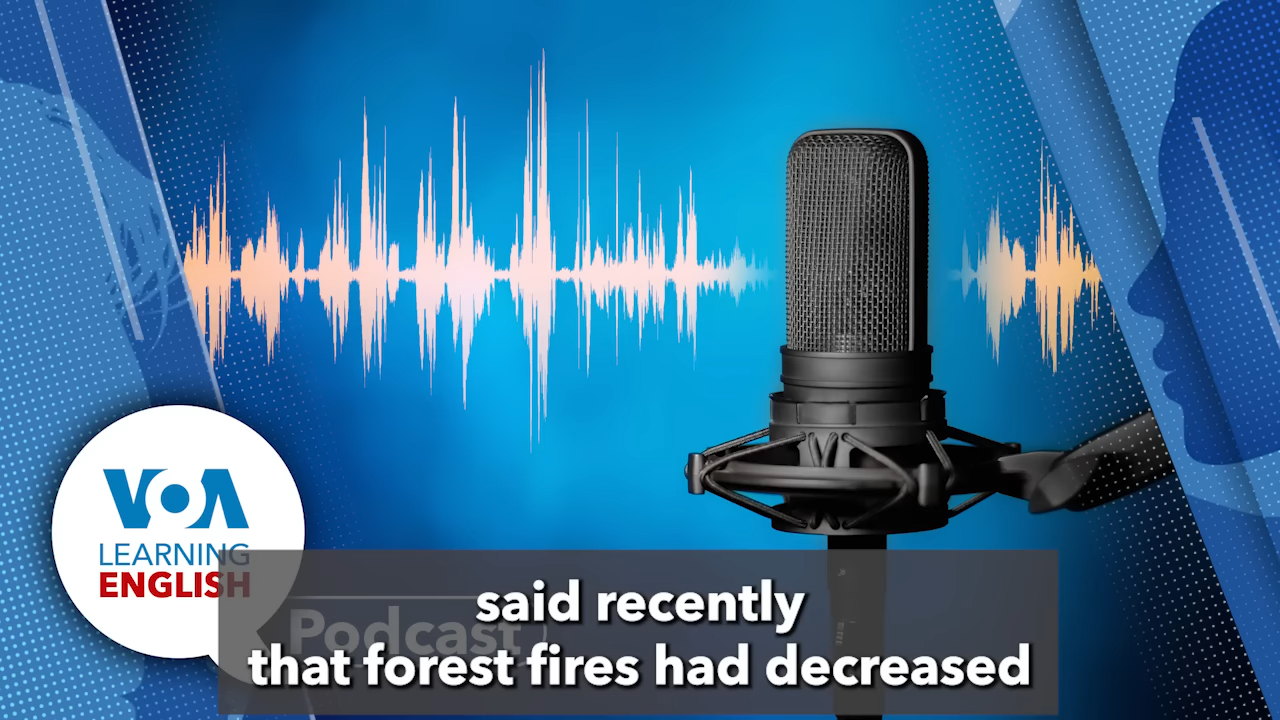 VOA
LEARNING
ENGLISH
Podcast
said recently
that forest fires had decreased